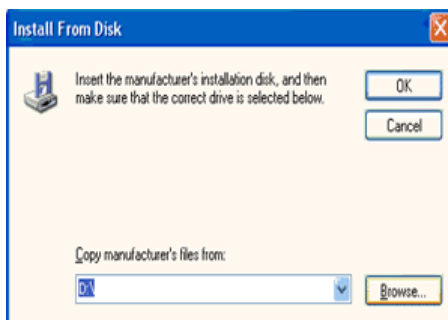 Install From Disk
Insert the manufacturer's installation disk, and then
make sure that the correct drive is selected below.
OK
Cancel
Copy manufacturer's files from:
D:\
Browse...